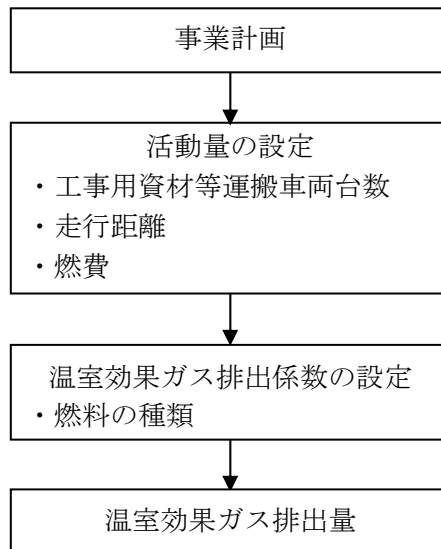 事業計画
活動量の設定
・工事用資材等運搬車両台数
・走行距離
・燃費
温室効果ガス排出係数の設定
・燃料の種類
温室効果ガス排出量